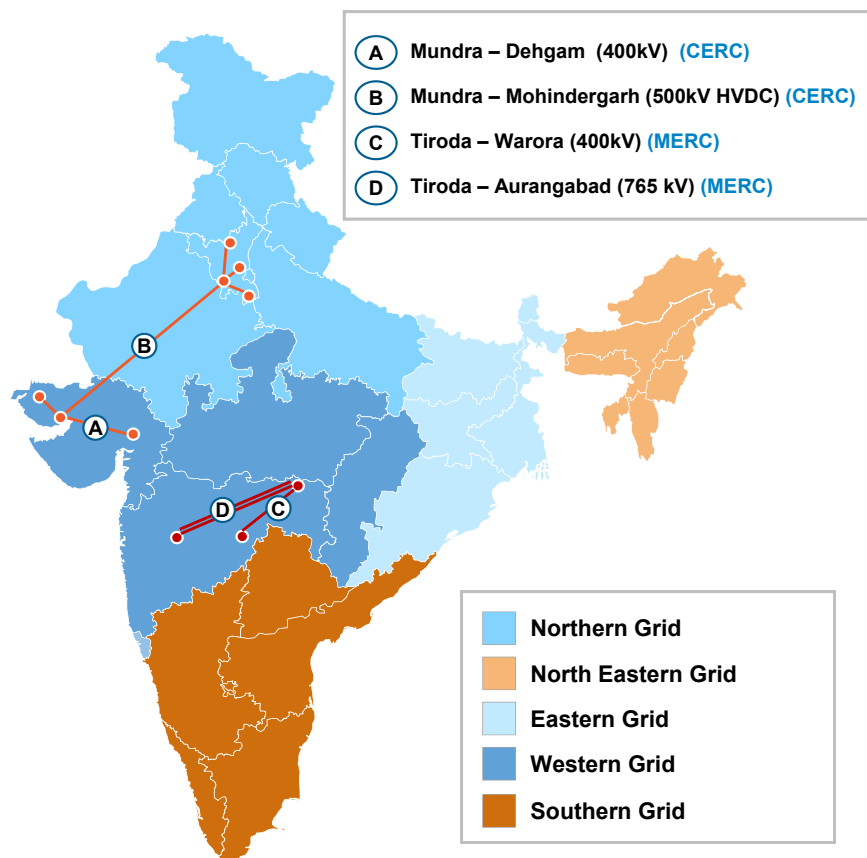 A Mundra – Dehgam (400kV) (CERC)
B Mundra – Mohindergarh (500kV HVDC) (CERC)
C Tiroda – Warora (400kV) (MERC)
D Tiroda – Aurangabad (765 kV) (MERC)
B
A
D
C
Northern Grid
North Eastern Grid
Eastern Grid
Western Grid
Southern Grid